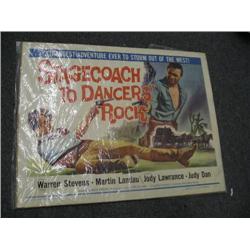 ADVENTURE EVER TO STORM OUT OF THE WEST!
STAGECOACH
TO DANCERS
ROCK
Warren Stevens · Martin Landau · Jody Lawrance · Judy Dan